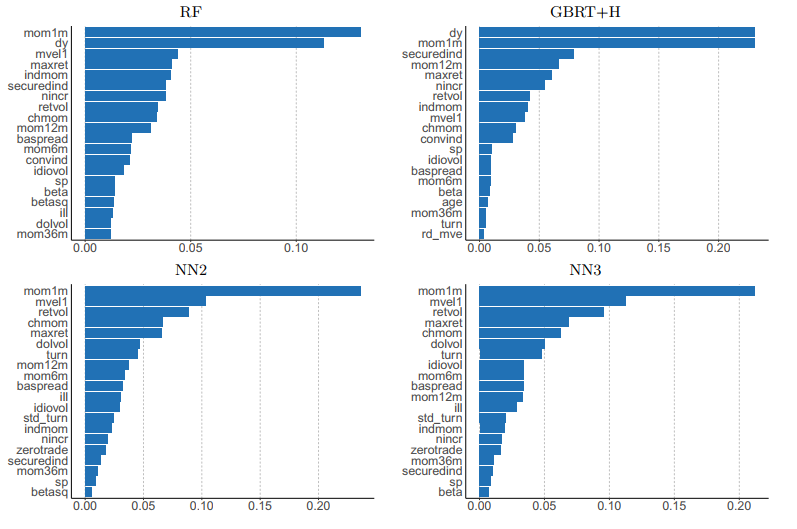 RF
mom1m
dy
mvel1
maxret
indmom
securedind
nincr
retvol
chmom
mom12m
baspread
mom6m
convind
idiovol
sp
beta
betasq
ill
dolvol
mom36m
0.00 0.05 0.10
GBRT+H
dy
mom1m
securedind
mom12m
maxret
nincr
retvol
indmom
mvel1
chmom
convind
sp
idiovol
baspread
mom6m
beta
age
mom36m
turn
rd_mve
0.00 0.05 0.10 0.15 0.20
NN2
mom1m
mvel1
retvol
chmom
maxret
dolvol
turn
mom12m
mom6m
baspread
ill
idiovol
std_turn
indmom
nincr
zerotrade
securedind
mom36m
sp
betasq
0.00 0.05 0.10 0.15 0.20
NN3
mom1m
mvel1
retvol
maxret
chmom
dolvol
turn
idiovol
mom6m
baspread
mom12m
ill
std_turn
indmom
nincr
zerotrade
mom36m
securedind
sp
beta
0.00 0.05 0.10 0.15 0.20